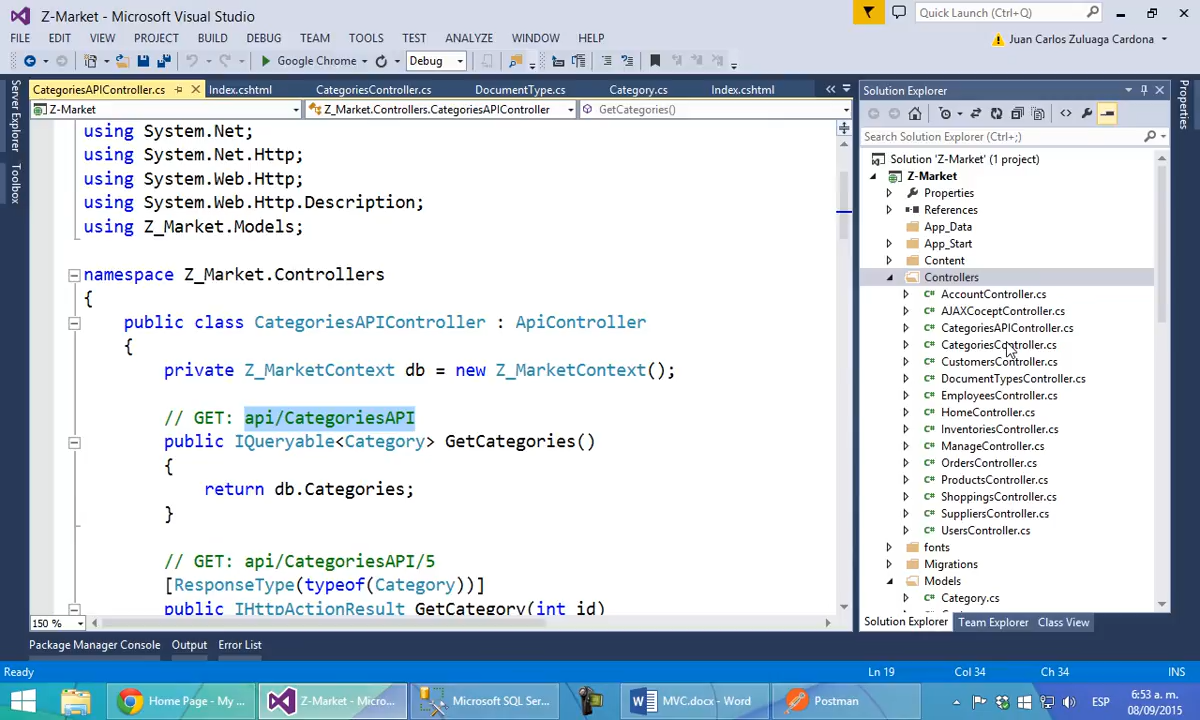 Z-Market - Microsoft Visual Studio
Quick Launch (Ctrl+Q)
FILE EDIT VIEW PROJECT BUILD DEBUG TEAM TOOLS TEST ANALYZE WINDOW HELP
Juan Carlos Zuluaga Cardona
Google Chrome
Debug
CategoriesAPIController.cs Index.cshtml CategoriesController.cs DocumentType.cs Category.cs Index.cshtml
Z-Market
Z_Market.Controllers.CategoriesAPIController
GetCategories()
Server Explorer
Toolbox
using System.Net;
using System.Net.Http;
using System.Web.Http;
using System.Web.Http.Description;
using Z_Market.Models;
namespace Z_Market.Controllers
{
public class CategoriesAPIController : ApiController
{
private Z_MarketContext db = new Z_MarketContext();
// GET: api/CategoriesAPI
public IQueryable<Category> GetCategories()
{
return db.Categories;
}
// GET: api/CategoriesAPI/5
[ResponseType(typeof(Category))]
public IHttpActionResult GetCategory(int id)
150 %
Solution Explorer
Search Solution Explorer (Ctrl+;)
Solution 'Z-Market' (1 project)
Z-Market
Properties
References
App_Data
App_Start
Content
Controllers
C# AccountController.cs
C# AJAXCoceptController.cs
C# CategoriesAPIController.cs
C# CategoriesController.cs
C# CustomersController.cs
C# DocumentTypesController.cs
C# EmployeesController.cs
C# HomeController.cs
C# InventoriesController.cs
C# ManageController.cs
C# OrdersController.cs
C# ProductsController.cs
C# ShoppingsController.cs
C# SuppliersController.cs
C# UsersController.cs
fonts
Migrations
Models
C# Category.cs
Solution Explorer Team Explorer Class View
Properties
Package Manager Console Output Error List
Ready Ln 19 Col 34 Ch 34 INS
Home Page - My ... Z-Market - Micro... Microsoft SQL Ser... MVC.docx - Word Postman
ESP
6:53 a. m.
08/09/2015